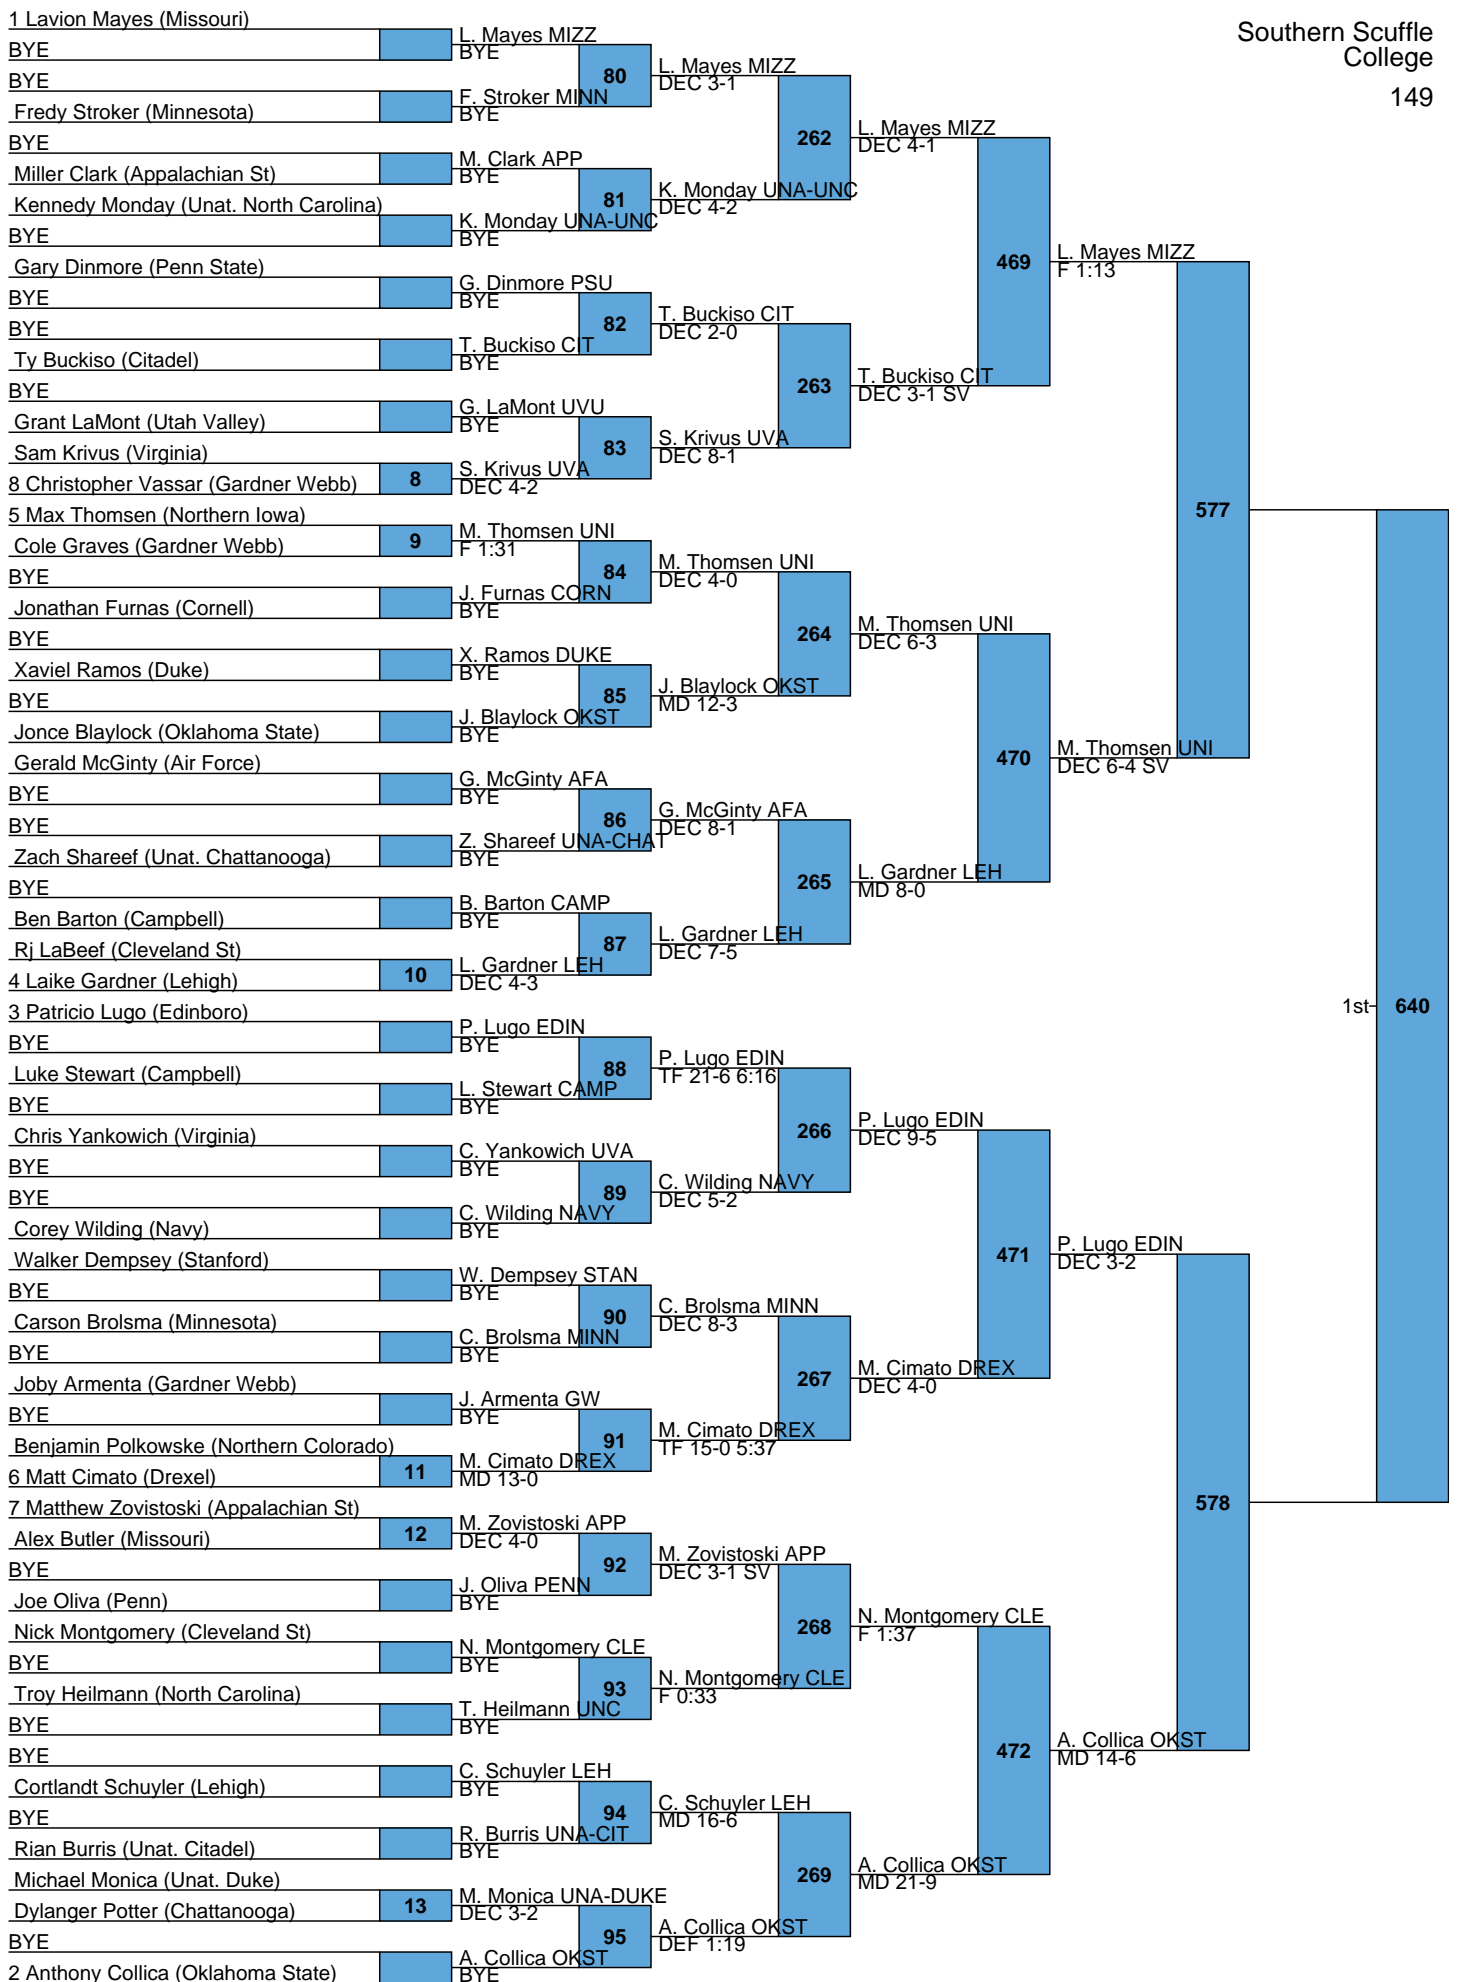 Southern Scuffle
College
149
1 Lavion Mayes (Missouri)
BYE
BYE
Fredy Stroker (Minnesota)
BYE
Miller Clark (Appalachian St)
Kennedy Monday (Unat. North Carolina)
BYE
Gary Dinmore (Penn State)
BYE
BYE
Ty Buckiso (Citadel)
BYE
Grant LaMont (Utah Valley)
Sam Krivus (Virginia)
8 Christopher Vassar (Gardner Webb)
5 Max Thomsen (Northern Iowa)
Cole Graves (Gardner Webb)
BYE
Jonathan Furnas (Cornell)
BYE
Xaviel Ramos (Duke)
BYE
Jonce Blaylock (Oklahoma State)
Gerald McGinty (Air Force)
BYE
BYE
Zach Shareef (Unat. Chattanooga)
BYE
Ben Barton (Campbell)
Rj LaBeef (Cleveland St)
4 Laike Gardner (Lehigh)
3 Patricio Lugo (Edinboro)
BYE
Luke Stewart (Campbell)
BYE
Chris Yankowich (Virginia)
BYE
BYE
Corey Wilding (Navy)
Walker Dempsey (Stanford)
BYE
Carson Brolsma (Minnesota)
BYE
Joby Armenta (Gardner Webb)
BYE
Benjamin Polkowske (Northern Colorado)
6 Matt Cimato (Drexel)
7 Matthew Zovistoski (Appalachian St)
Alex Butler (Missouri)
BYE
Joe Oliva (Penn)
Nick Montgomery (Cleveland St)
BYE
Troy Heilmann (North Carolina)
BYE
BYE
Cortlandt Schuyler (Lehigh)
BYE
Rian Burris (Unat. Citadel)
Michael Monica (Unat. Duke)
Dylanger Potter (Chattanooga)
BYE
2 Anthony Collica (Oklahoma State)
8
9
10
11
12
13
L. Mayes MIZZ
BYE
F. Stroker MINN
BYE
M. Clark APP
BYE
K. Monday UNA-UNC
BYE
G. Dinmore PSU
BYE
T. Buckiso CIT
BYE
G. LaMont UVU
BYE
S. Krivus UVA
DEC 4-2
M. Thomsen UNI
F 1:31
J. Furnas CORN
BYE
X. Ramos DUKE
BYE
J. Blaylock OKST
BYE
G. McGinty AFA
BYE
Z. Shareef UNA-CHAT
BYE
B. Barton CAMP
BYE
L. Gardner LEH
DEC 4-3
P. Lugo EDIN
BYE
L. Stewart CAMP
BYE
C. Yankowich UVA
BYE
C. Wilding NAVY
BYE
W. Dempsey STAN
BYE
C. Brolsma MINN
BYE
J. Armenta GW
BYE
M. Cimato DREX
MD 13-0
M. Zovistoski APP
DEC 4-0
J. Oliva PENN
BYE
N. Montgomery CLE
BYE
T. Heilmann UNC
BYE
C. Schuyler LEH
BYE
R. Burris UNA-CIT
BYE
M. Monica UNA-DUKE
DEC 3-2
A. Collica OKST
BYE
80
81
82
83
84
85
86
87
88
89
90
91
92
93
94
95
L. Mayes MIZZ
DEC 3-1
K. Monday UNA-UNC
DEC 4-2
T. Buckiso CIT
DEC 2-0
S. Krivus UVA
DEC 8-1
M. Thomsen UNI
DEC 4-0
J. Blaylock OKST
MD 12-3
G. McGinty AFA
DEC 8-1
L. Gardner LEH
DEC 7-5
P. Lugo EDIN
TF 21-6 6:16
C. Wilding NAVY
DEC 5-2
C. Brolsma MINN
DEC 8-3
M. Cimato DREX
TF 15-0 5:37
M. Zovistoski APP
DEC 3-1 SV
N. Montgomery CLE
F 0:33
C. Schuyler LEH
MD 16-6
A. Collica OKST
DEF 1:19
262
263
264
265
266
267
268
269
L. Mayes MIZZ
DEC 4-1
T. Buckiso CIT
DEC 3-1 SV
M. Thomsen UNI
DEC 6-3
L. Gardner LEH
MD 8-0
P. Lugo EDIN
DEC 9-5
M. Cimato DREX
DEC 4-0
N. Montgomery CLE
F 1:37
A. Collica OKST
MD 21-9
469
470
471
472
L. Mayes MIZZ
F 1:13
M. Thomsen UNI
DEC 6-4 SV
P. Lugo EDIN
DEC 3-2
A. Collica OKST
MD 14-6
577
578
1st
640